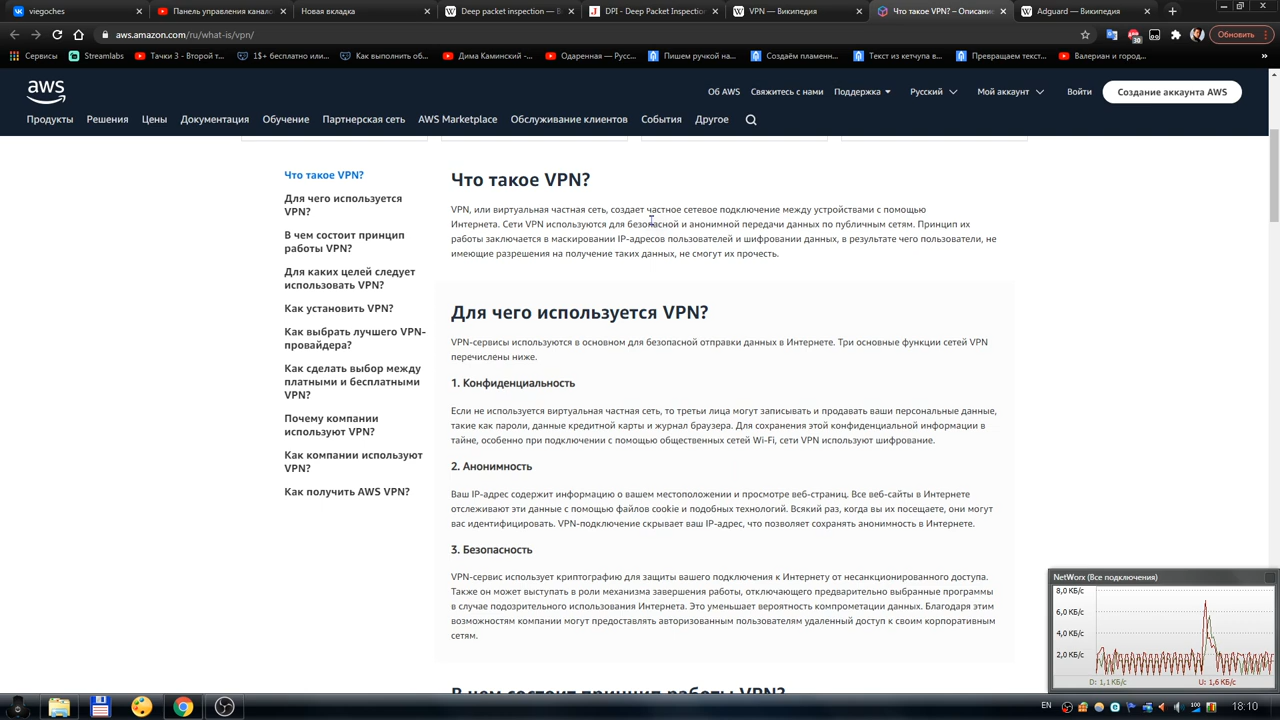 viegoches
Панель управления канало
Новая вкладка
Deep packet inspection — В
DPI - Deep Packet Inspection
VPN — Википедия
Что такое VPN? – Описание
Adguard — Википедия
aws.amazon.com/ru/what-is/vpn/
30
Обновить
Сервисы
Streamlabs
Тачки 3 - Второй т...
1$+ бесплатно или...
Как выполнить об...
Дима Каминский -...
Одаренная — Русс...
Пишем ручкой на...
Создаём пламенн...
Текст из кетчупа в...
Превращаем текст...
Валериан и город...
»
aws
Об AWS
Свяжитесь с нами
Поддержка
Русский
Мой аккаунт
Войти
Создание аккаунта AWS
Продукты
Решения
Цены
Документация
Обучение
Партнерская сеть
AWS Marketplace
Обслуживание клиентов
События
Другое
Что такое VPN?
Для чего используется
VPN?
В чем состоит принцип
работы VPN?
Для каких целей следует
использовать VPN?
Как установить VPN?
Как выбрать лучшего VPN-
провайдера?
Как сделать выбор между
платными и бесплатными
VPN?
Почему компании
используют VPN?
Как компании используют
VPN?
Как получить AWS VPN?
Что такое VPN?
VPN, или виртуальная частная сеть, создает частное сетевое подключение между устройствами с помощью
Интернета. Сети VPN используются для безопасной и анонимной передачи данных по публичным сетям. Принцип их
работы заключается в маскировании IP-адресов пользователей и шифровании данных, в результате чего пользователи, не
имеющие разрешения на получение таких данных, не смогут их прочесть.
Для чего используется VPN?
VPN-сервисы используются в основном для безопасной отправки данных в Интернете. Три основные функции сетей VPN
перечислены ниже.
1. Конфиденциальность
Если не используется виртуальная частная сеть, то третьи лица могут записывать и продавать ваши персональные данные,
такие как пароли, данные кредитной карты и журнал браузера. Для сохранения этой конфиденциальной информации в
тайне, особенно при подключении с помощью общественных сетей Wi-Fi, сети VPN используют шифрование.
2. Анонимность
Ваш IP-адрес содержит информацию о вашем местоположении и просмотре веб-страниц. Все веб-сайты в Интернете
отслеживают эти данные с помощью файлов cookie и подобных технологий. Всякий раз, когда вы их посещаете, они могут
вас идентифицировать. VPN-подключение скрывает ваш IP-адрес, что позволяет сохранять анонимность в Интернете.
3. Безопасность
VPN-сервис использует криптографию для защиты вашего подключения к Интернету от несанкционированного доступа.
Также он может выступать в роли механизма завершения работы, отключающего предварительно выбранные программы
в случае подозрительного использования Интернета. Это уменьшает вероятность компрометации данных. Благодаря этим
возможностям компании могут предоставлять авторизованным пользователям удаленный доступ к своим корпоративным
сетям.
В чем состоит принцип работы VPN?
NetWorx (Все подключения)
8,0 КБ/с
6,0 КБ/с
4,0 КБ/с
2,0 КБ/с
D: 1,1 КБ/с
U: 1,6 КБ/с
EN
100
18:10